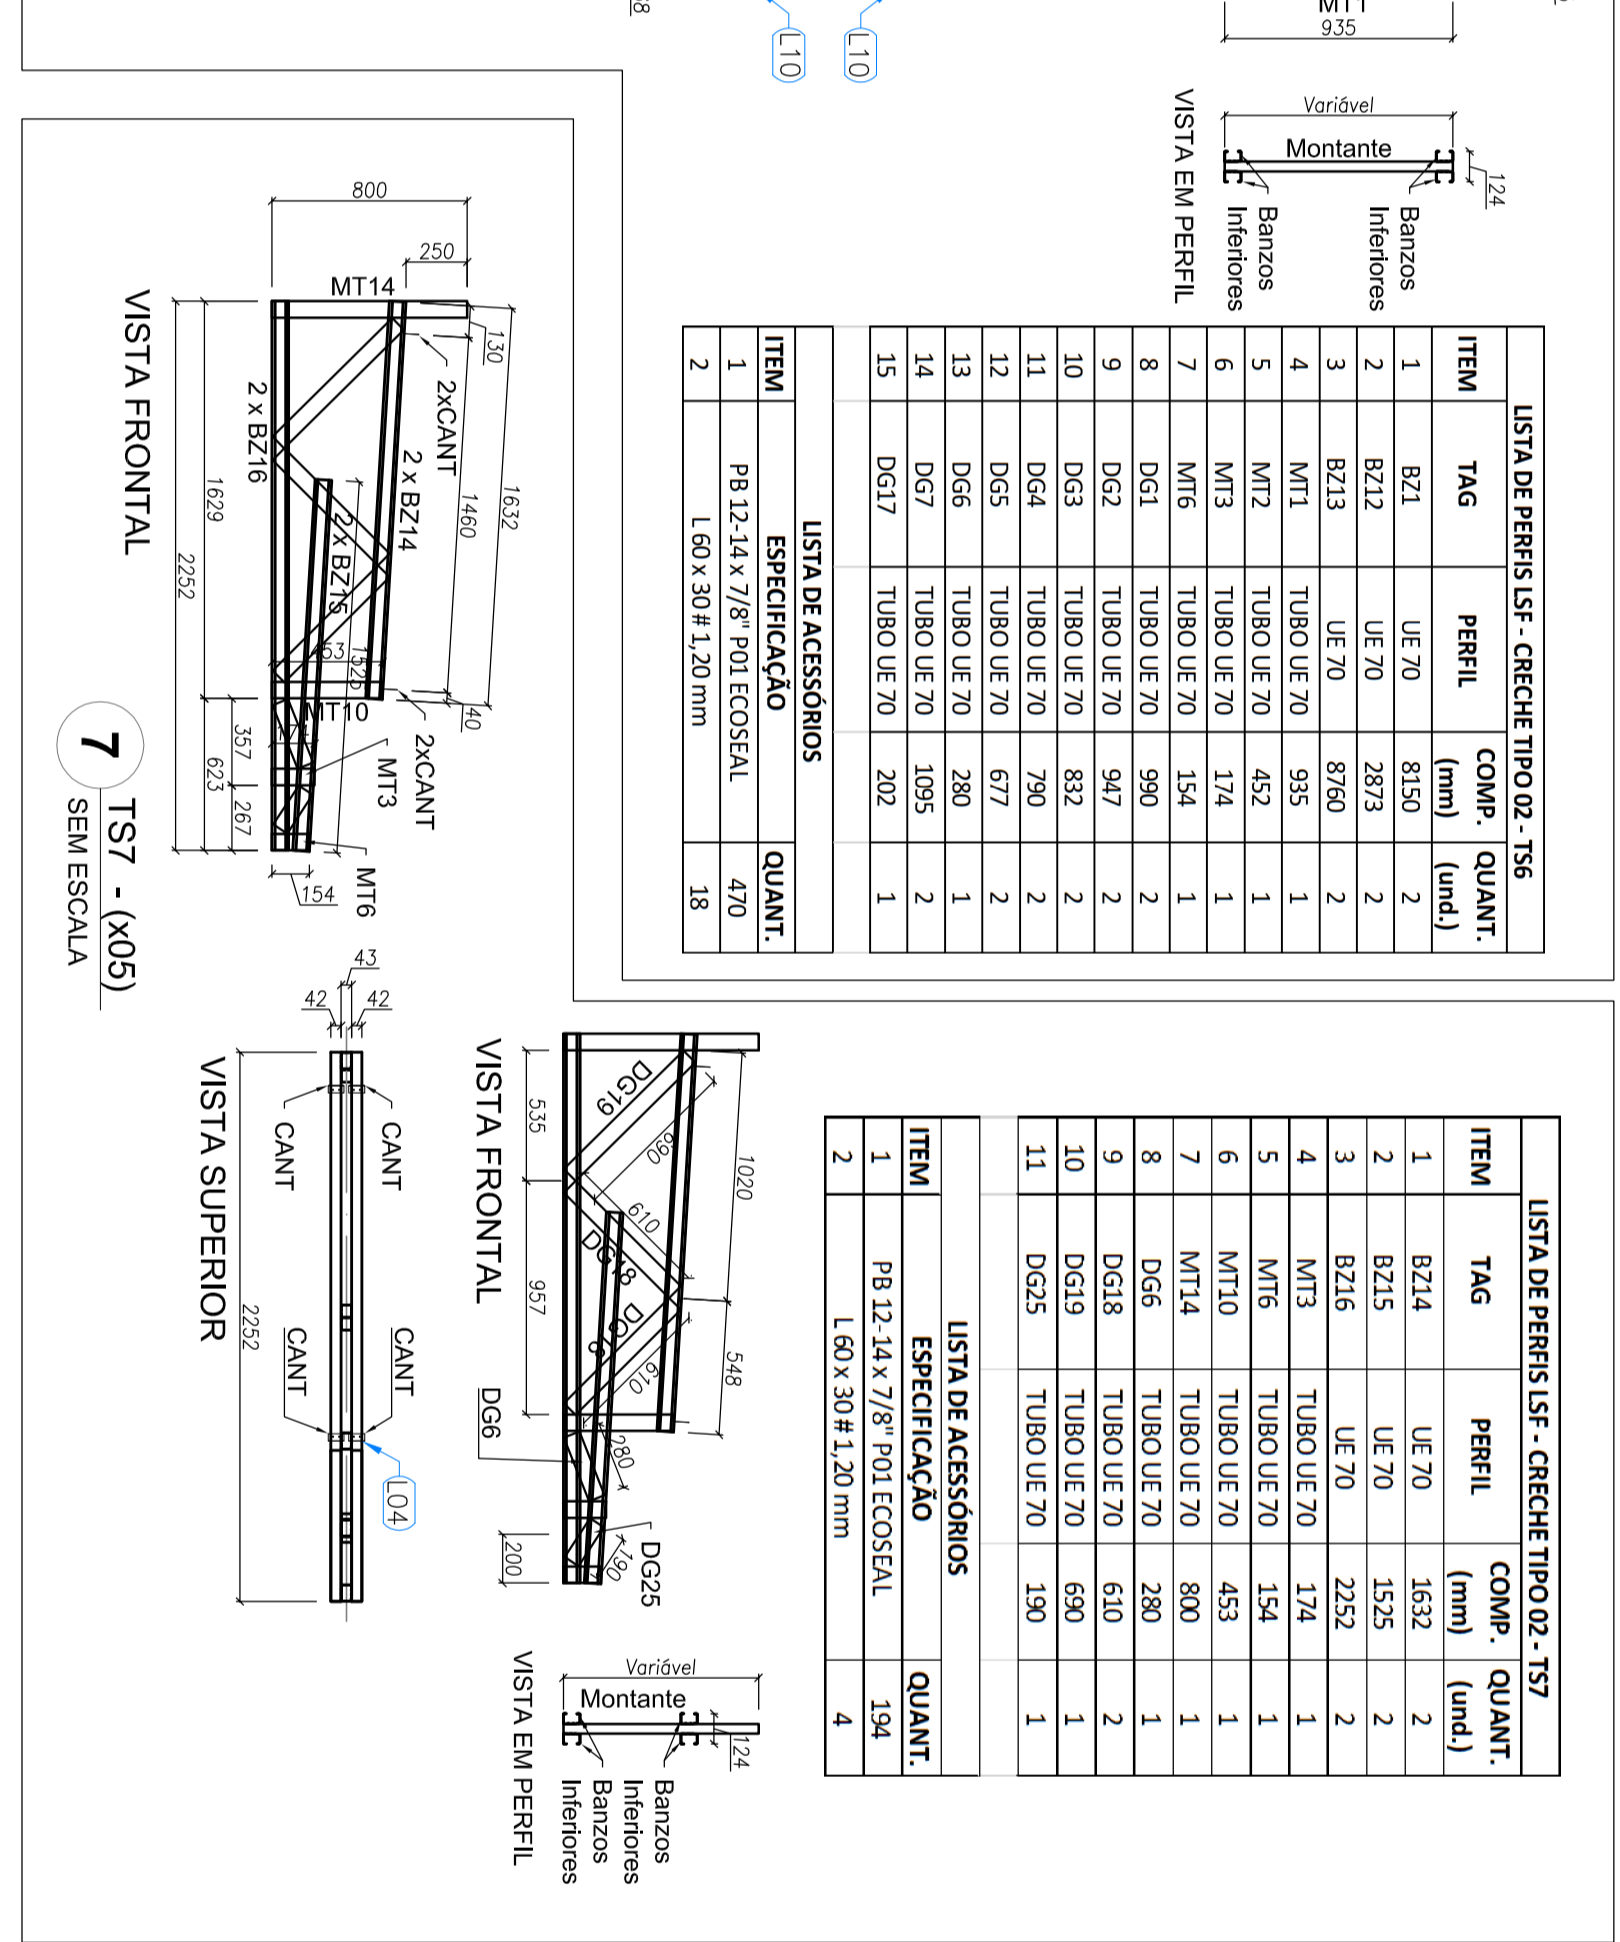 MT1
935
L10
L10
Variável
Montante
124
Banzos
Inferiores
Banzos
Inferiores
VISTA EM PERFIL
LISTA DE PERFIS LSF - CRECHE TIPO 02 - TS6
ITEM TAG PERFIL COMP. (mm) QUANT. (und.)
1 BZ1 UE 70 8150 2
2 BZ12 UE 70 2873 2
3 BZ13 UE 70 8760 2
4 MT1 TUBO UE 70 935 1
5 MT2 TUBO UE 70 452 1
6 MT3 TUBO UE 70 174 1
7 MT6 TUBO UE 70 154 1
8 DG1 TUBO UE 70 990 2
9 DG2 TUBO UE 70 947 2
10 DG3 TUBO UE 70 832 2
11 DG4 TUBO UE 70 790 2
12 DG5 TUBO UE 70 677 2
13 DG6 TUBO UE 70 280 1
14 DG7 TUBO UE 70 1095 2
15 DG17 TUBO UE 70 202 1
LISTA DE ACESSÓRIOS
ITEM ESPECIFICAÇÃO QUANT.
1 PB 12-14 x 7/8" P01 ECOSEAL 470
2 L 60 x 30 # 1,20 mm 18
800
250
MT14
130
1632
1460
2xCANT
2 x BZ14
2 x BZ15
2 x BZ16
453
1525
MT10
40
2xCANT
MT3
MT6
154
357
267
1629
623
2252
VISTA FRONTAL
7
TS7 - (x05)
SEM ESCALA
LISTA DE PERFIS LSF - CRECHE TIPO 02 - TS7
ITEM TAG PERFIL COMP. (mm) QUANT. (und.)
1 BZ14 UE 70 1632 2
2 BZ15 UE 70 1525 2
3 BZ16 UE 70 2252 2
4 MT3 TUBO UE 70 174 1
5 MT6 TUBO UE 70 154 1
6 MT10 TUBO UE 70 453 1
7 MT14 TUBO UE 70 800 1
8 DG6 TUBO UE 70 280 1
9 DG18 TUBO UE 70 610 2
10 DG19 TUBO UE 70 690 1
11 DG25 TUBO UE 70 190 1
LISTA DE ACESSÓRIOS
ITEM ESPECIFICAÇÃO QUANT.
1 PB 12-14 x 7/8" P01 ECOSEAL 194
2 L 60 x 30 # 1,20 mm 4
1020
548
DG19
690
610
DG18
DG18
610
280
DG6
DG25
190
200
535
957
VISTA FRONTAL
Variável
Montante
124
Banzos
Inferiores
Banzos
Inferiores
VISTA EM PERFIL
43
42
42
CANT
CANT
CANT
CANT
L04
2252
VISTA SUPERIOR